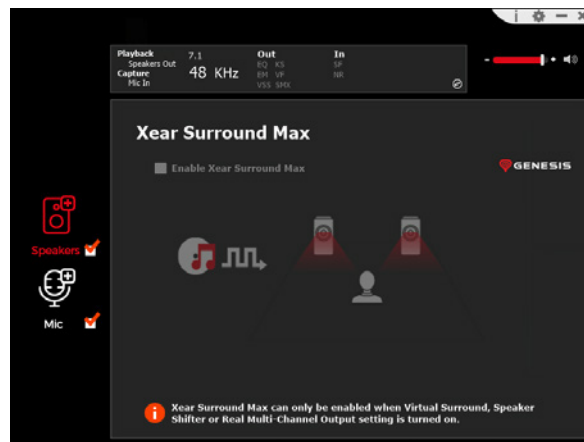 i
Playback 7.1 Out In
Speakers Out EQ KS SF
Capture 48 KHz EM VF NR
Mic In VSS SMX
Xear Surround Max
Enable Xear Surround Max
GENESIS
Speakers
Mic
Xear Surround Max can only be enabled when Virtual Surround, Speaker
Shifter or Real Multi-Channel Output setting is turned on.